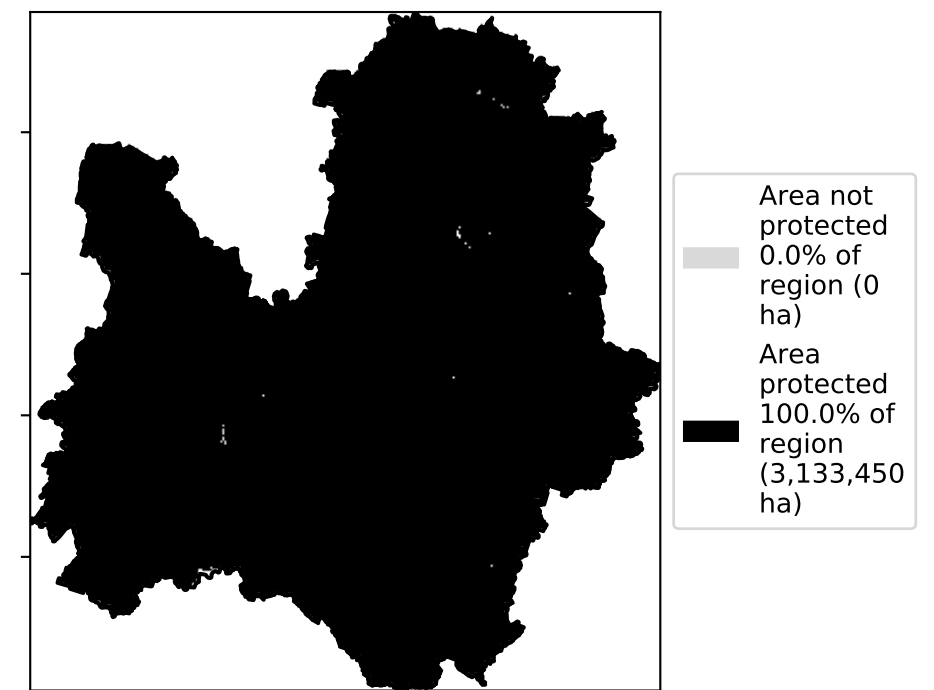 Area not
protected
0.0% of
region (0
ha)
Area
protected
100.0% of
region
(3,133,450
ha)